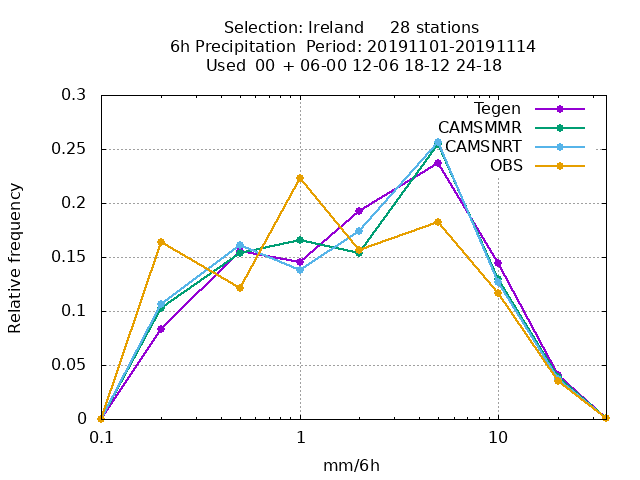 Selection: Ireland 28 stations
6h Precipitation Period: 20191101-20191114
Used 00 + 06-00 12-06 18-12 24-18
0.3
0.25
0.2
0.15
0.1
0.05
0
Relative frequency
Tegen
CAMSMMR
CAMSNRT
OBS
0.1 1 10
mm/6h